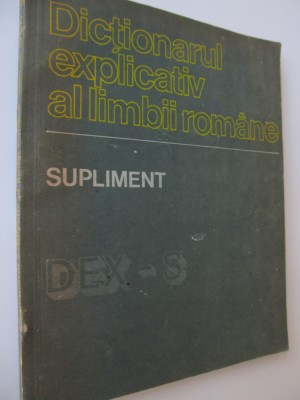 Dicționarul
explicativ
al limbii române
SUPLIMENT
DEX-S